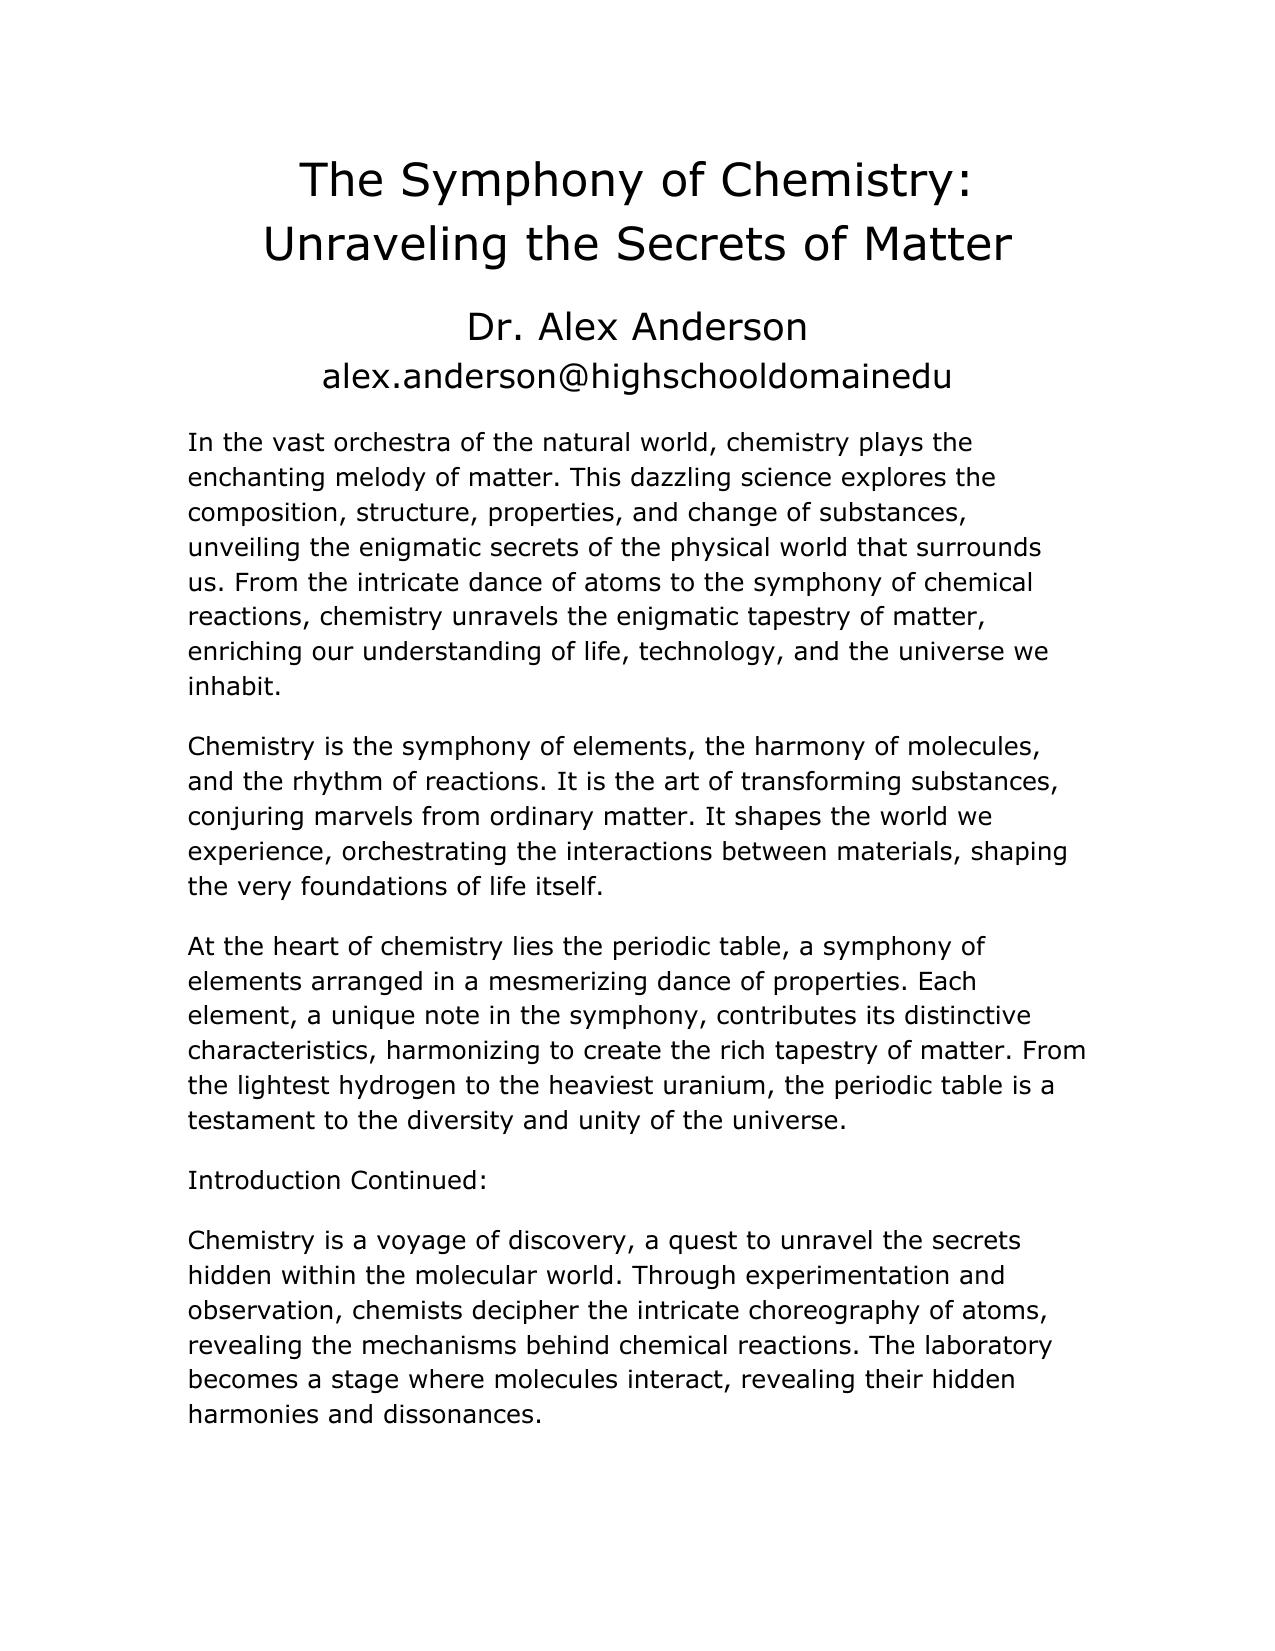 The Symphony of Chemistry:
Unraveling the Secrets of Matter
Dr. Alex Anderson
alex.anderson@highschooldomainedu
In the vast orchestra of the natural world, chemistry plays the
enchanting melody of matter. This dazzling science explores the
composition, structure, properties, and change of substances,
unveiling the enigmatic secrets of the physical world that surrounds
us. From the intricate dance of atoms to the symphony of chemical
reactions, chemistry unravels the enigmatic tapestry of matter,
enriching our understanding of life, technology, and the universe we
inhabit.
Chemistry is the symphony of elements, the harmony of molecules,
and the rhythm of reactions. It is the art of transforming substances,
conjuring marvels from ordinary matter. It shapes the world we
experience, orchestrating the interactions between materials, shaping
the very foundations of life itself.
At the heart of chemistry lies the periodic table, a symphony of
elements arranged in a mesmerizing dance of properties. Each
element, a unique note in the symphony, contributes its distinctive
characteristics, harmonizing to create the rich tapestry of matter. From
the lightest hydrogen to the heaviest uranium, the periodic table is a
testament to the diversity and unity of the universe.
Introduction Continued:
Chemistry is a voyage of discovery, a quest to unravel the secrets
hidden within the molecular world. Through experimentation and
observation, chemists decipher the intricate choreography of atoms,
revealing the mechanisms behind chemical reactions. The laboratory
becomes a stage where molecules interact, revealing their hidden
harmonies and dissonances.